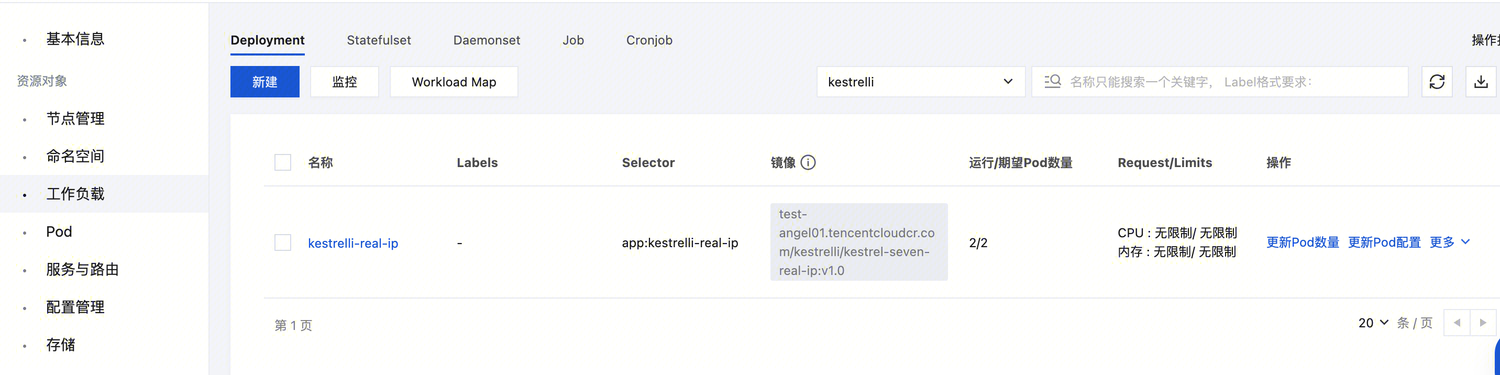 基本信息
资源对象
节点管理
命名空间
工作负载
Pod
服务与路由
配置管理
存储
Deployment Statefulset Daemonset Job Cronjob
操作
新建 监控 Workload Map kestrelli 名称只能搜索一个关键字， Label格式要求：
名称 Labels Selector 镜像 运行/期望Pod数量 Request/Limits 操作
kestrelli-real-ip - app:kestrelli-real-ip
test-
angel01.tencentcloudcr.co
m/kestrelli/kestrel-seven-
real-ip:v1.0
2/2
CPU : 无限制/ 无限制
内存 : 无限制/ 无限制
更新Pod数量 更新Pod配置 更多
第 1 页
20 条 / 页